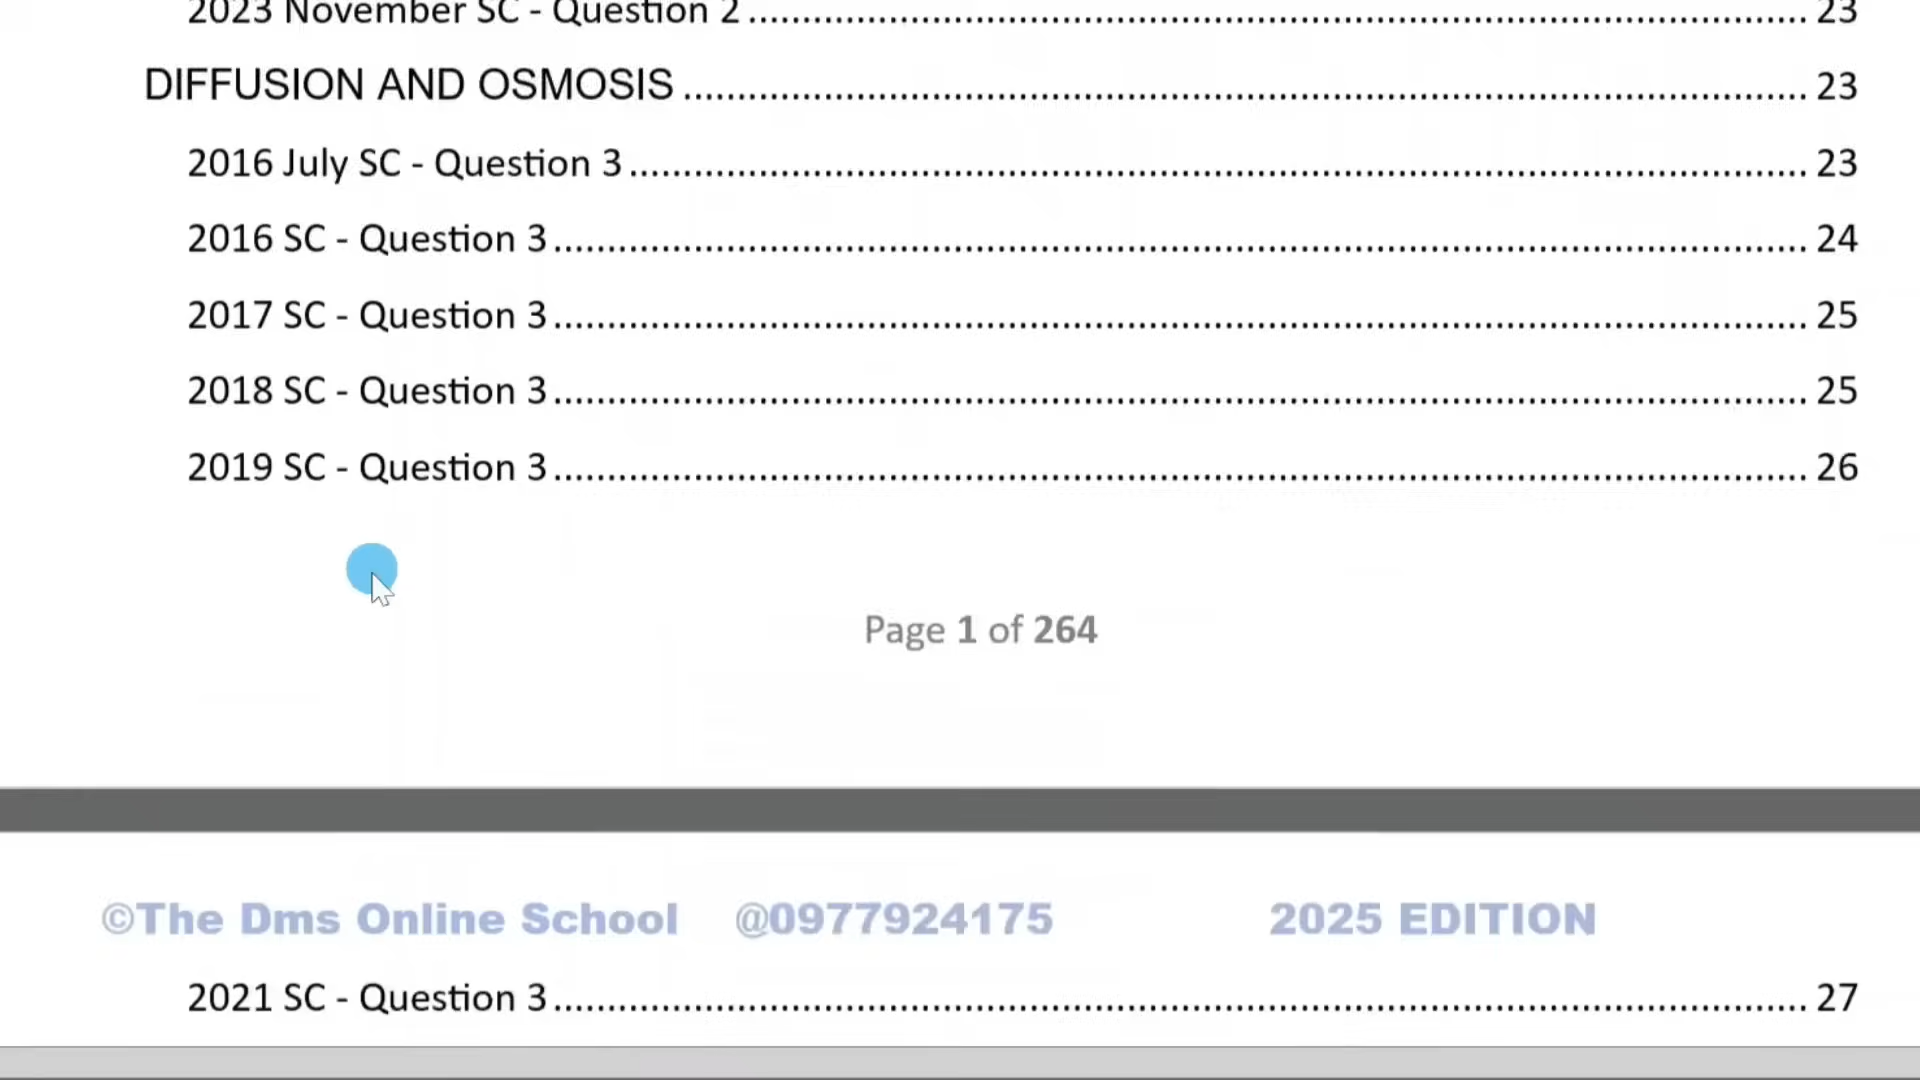 2023 November SC - Question 2 ........................................ 23
DIFFUSION AND OSMOSIS ........................................ 23
2016 July SC - Question 3 ........................................ 23
2016 SC - Question 3 ........................................ 24
2017 SC - Question 3 ........................................ 25
2018 SC - Question 3 ........................................ 25
2019 SC - Question 3 ........................................ 26
Page 1 of 264
©The Dms Online School @0977924175 2025 EDITION
2021 SC - Question 3 ........................................ 27